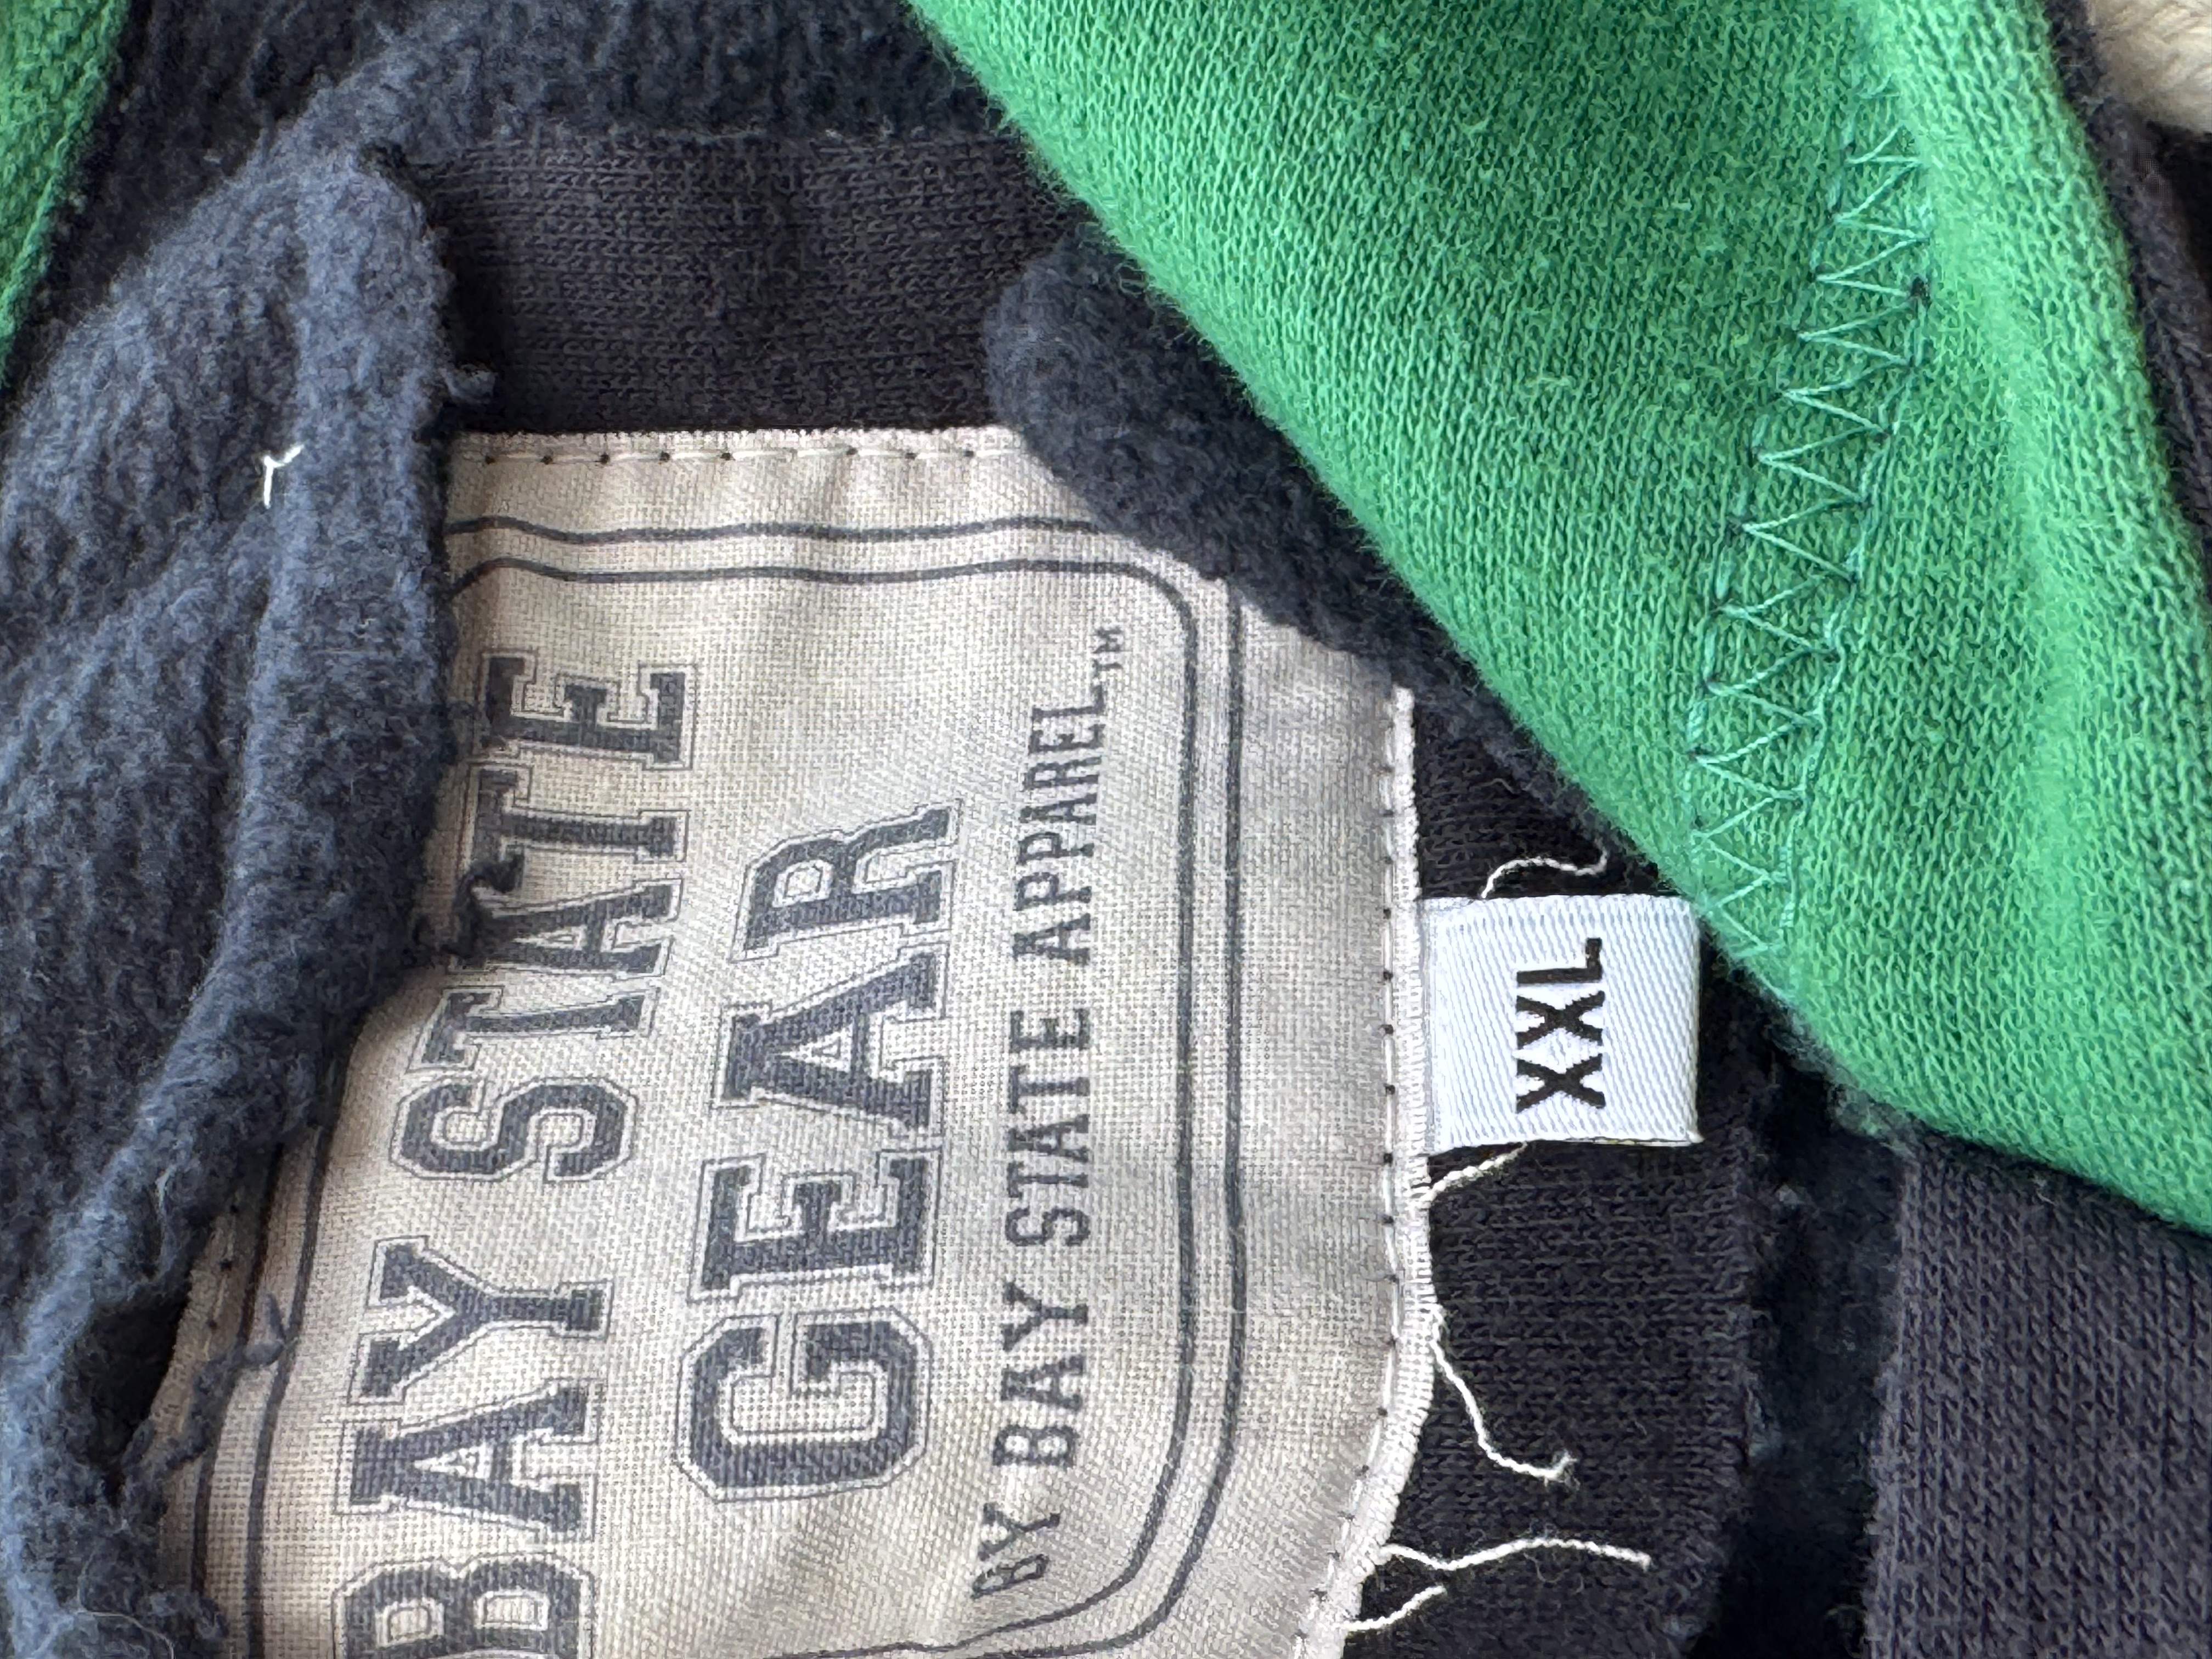 BAY STATE
GEAR
BY BAY STATE APPAREL™
XXL